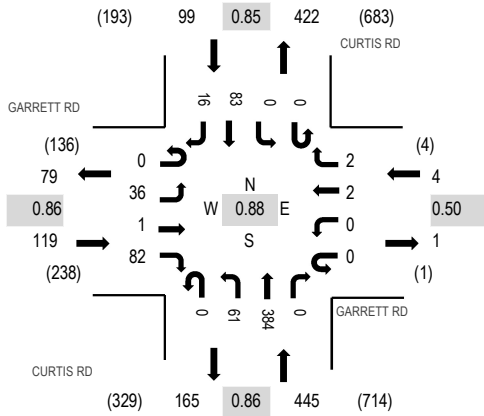 (193) 99 0.85 422 (683)
CURTIS RD
GARRETT RD
16 83 0 0
(136)
79
0.86
119
(238)
0
36
1
82
N
W 0.88 E
S
2
2
0
0
(4)
4
0.50
1
(1)
0 61 384 0
GARRETT RD
CURTIS RD
(329) 165 0.86 445 (714)